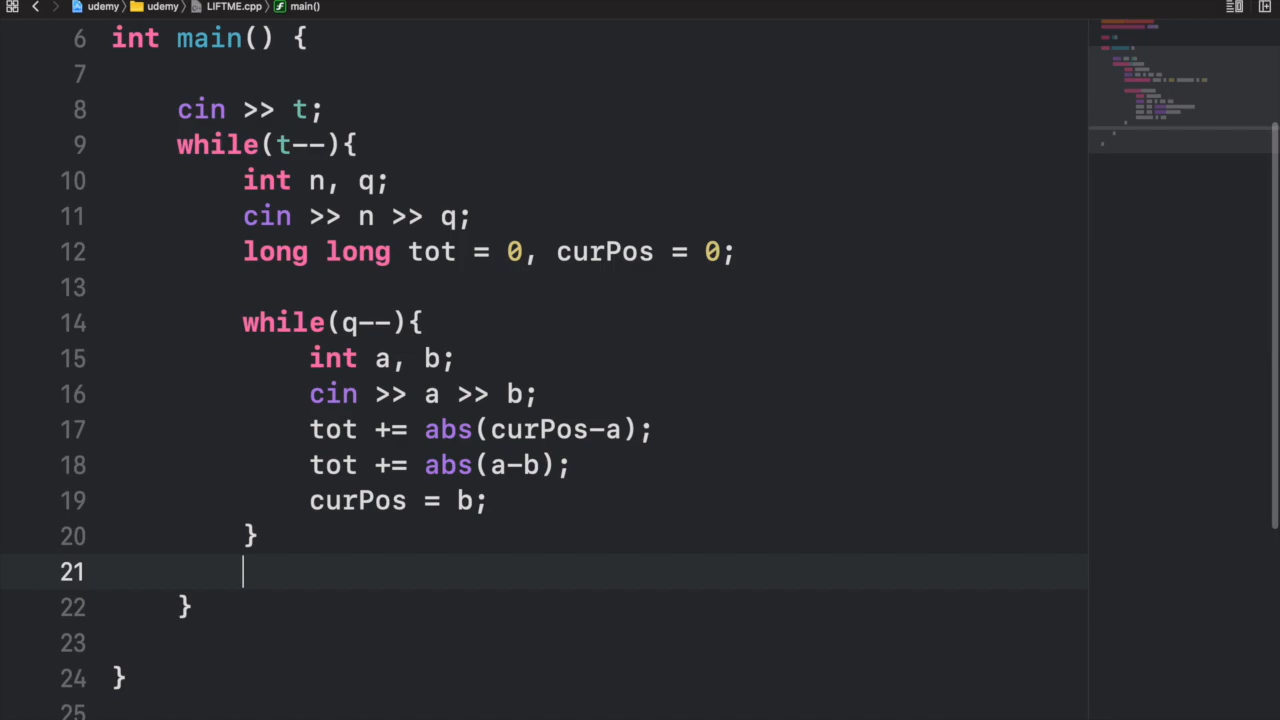 udemy udemy LIFTME.cpp main()
6 int main() {
7
8 cin >> t;
9 while(t--){
10 int n, q;
11 cin >> n >> q;
12 long long tot = 0, curPos = 0;
13
14 while(q--){
15 int a, b;
16 cin >> a >> b;
17 tot += abs(curPos-a);
18 tot += abs(a-b);
19 curPos = b;
20 }
21
22 }
23
24 }
25